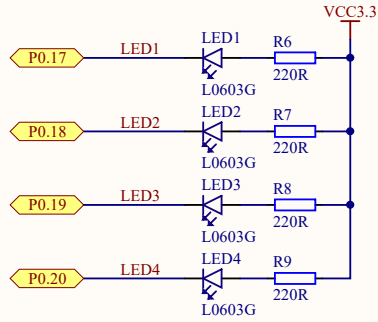 VCC3.3
P0.17 LED1 LED1 R6
L0603G 220R
P0.18 LED2 LED2 R7
L0603G 220R
P0.19 LED3 LED3 R8
L0603G 220R
P0.20 LED4 LED4 R9
L0603G 220R